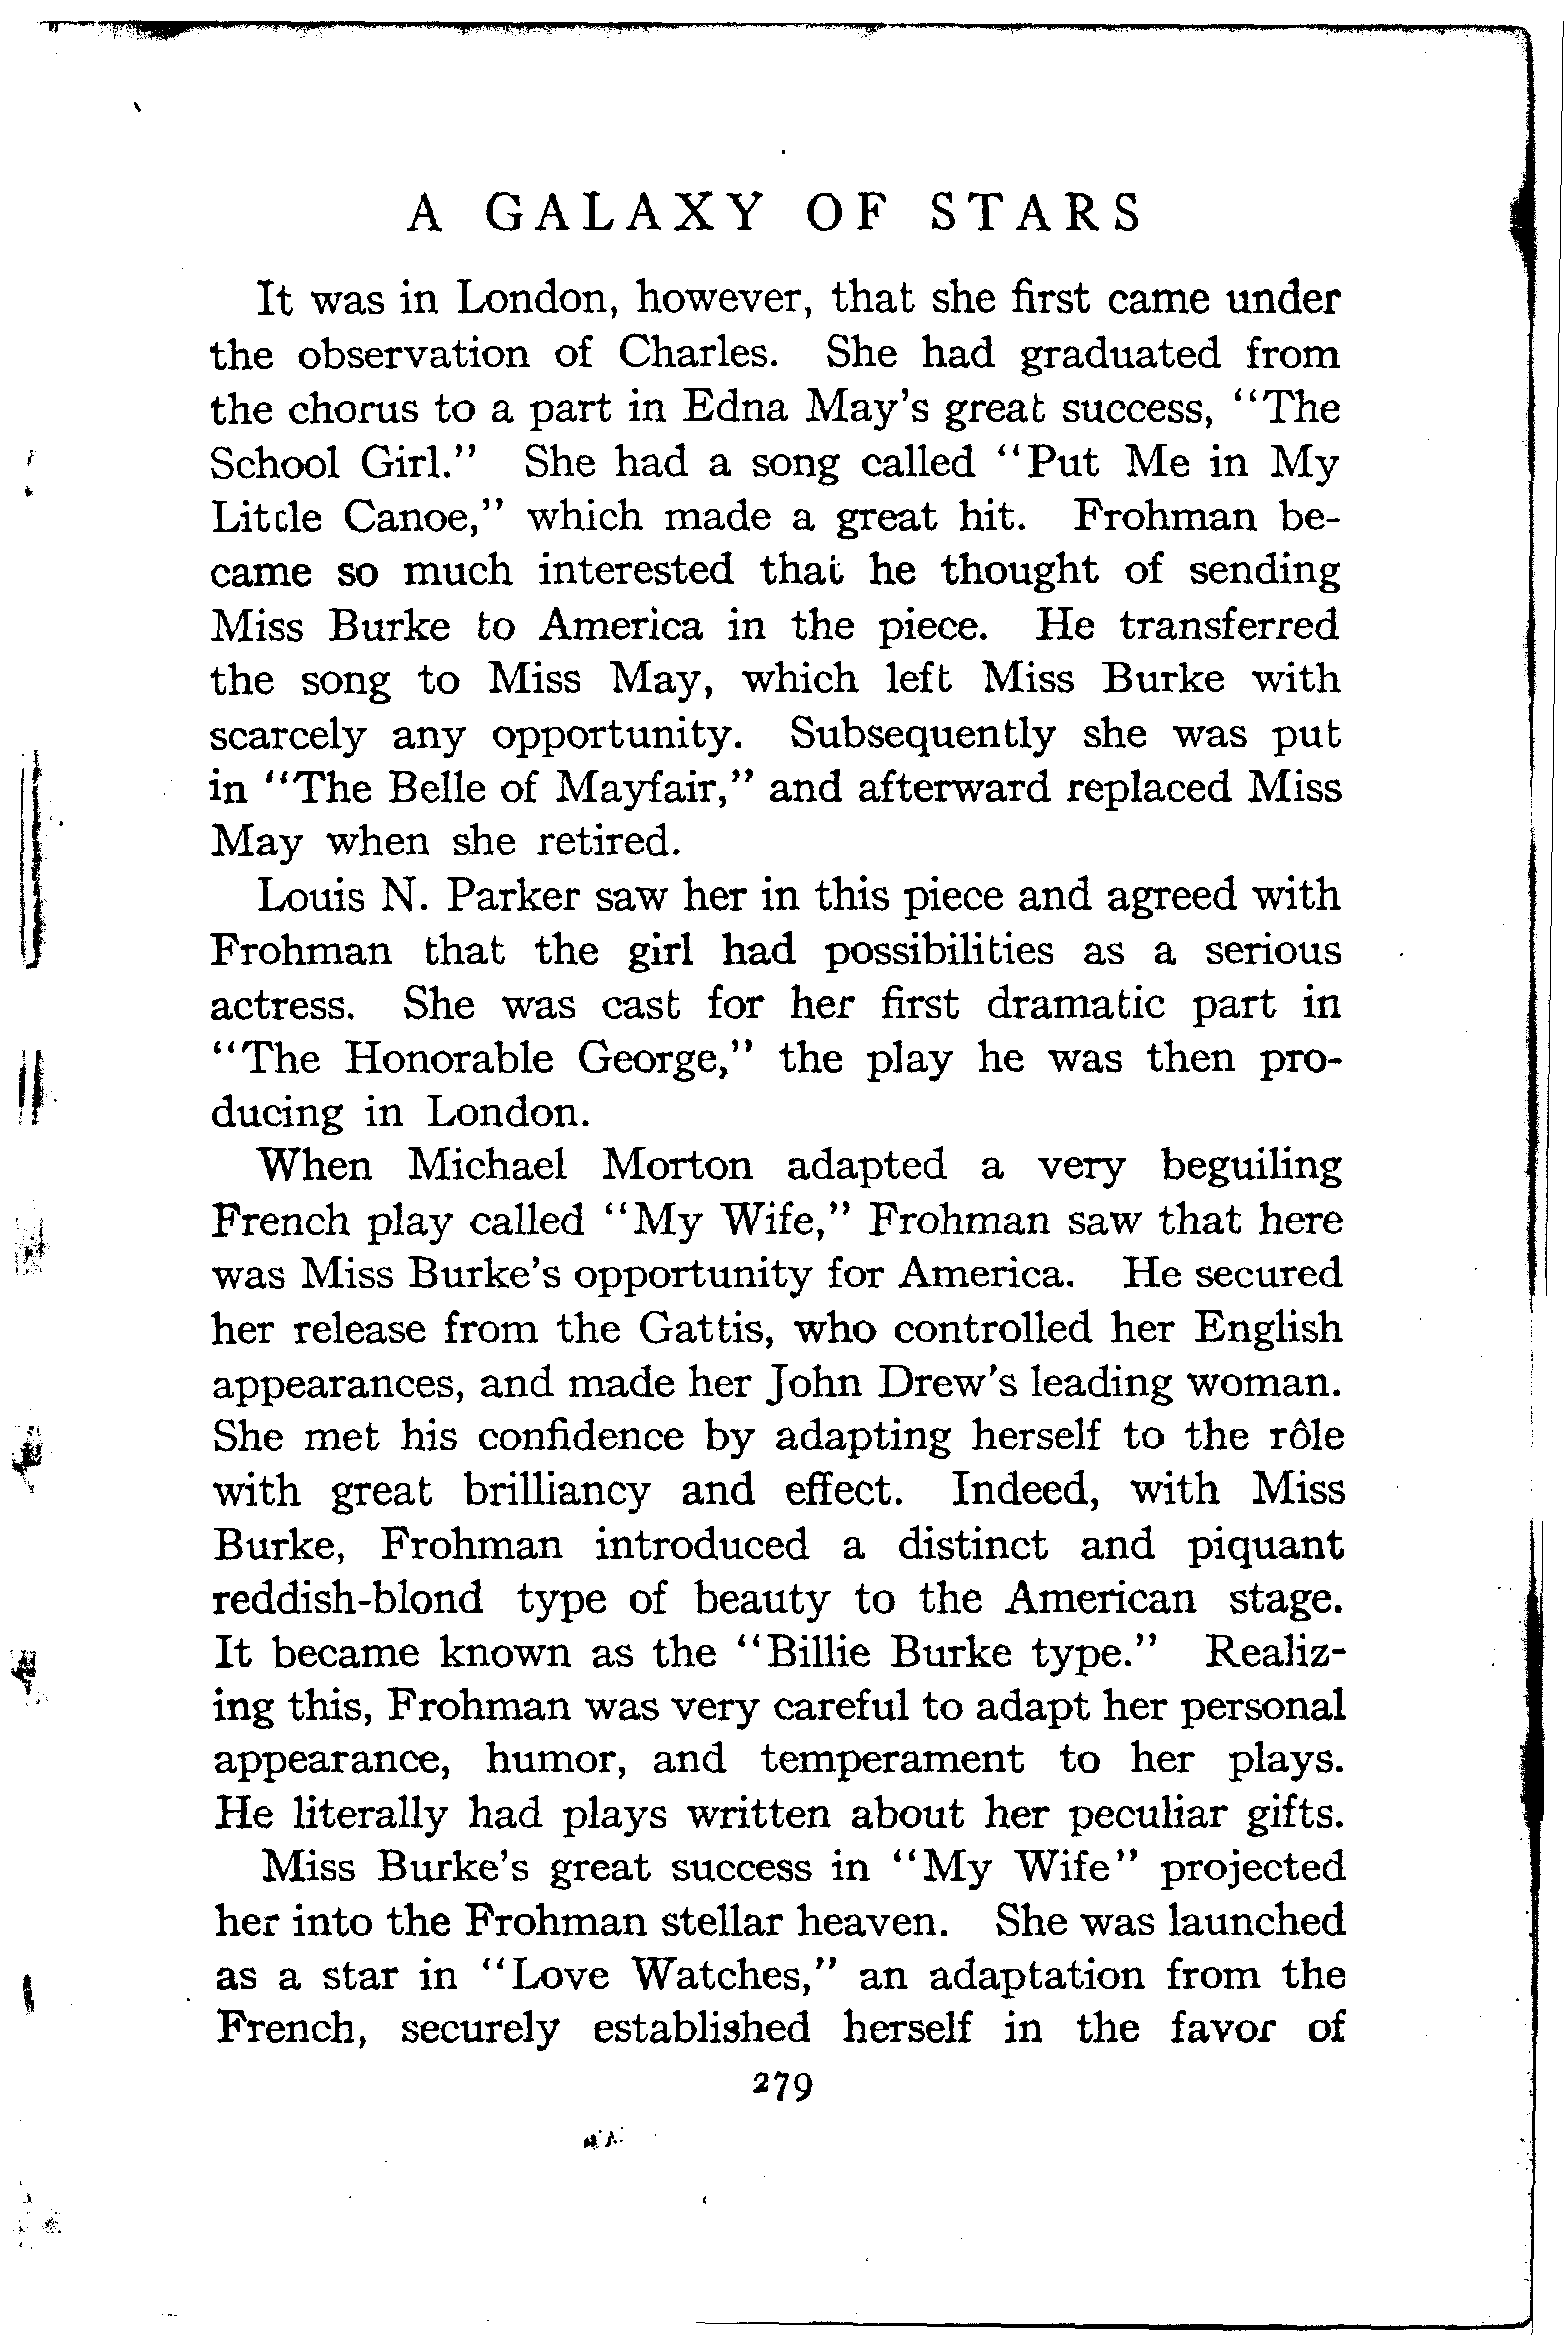 A GALAXY OF STARS
It was in London, however, that she first came under
the observation of Charles. She had graduated from
the chorus to a part in Edna May's great success, "The
School Girl." She had a song called "Put Me in My
Little Canoe," which made a great hit. Frohman be-
came so much interested that he thought of sending
Miss Burke to America in the piece. He transferred
the song to Miss May, which left Miss Burke with
scarcely any opportunity. Subsequently she was put
in "The Belle of Mayfair," and afterward replaced Miss
May when she retired.
Louis N. Parker saw her in this piece and agreed with
Frohman that the girl had possibilities as a serious
actress. She was cast for her first dramatic part in
"The Honorable George," the play he was then pro-
ducing in London.
When Michael Morton adapted a very beguiling
French play called "My Wife," Frohman saw that here
was Miss Burke's opportunity for America. He secured
her release from the Gattis, who controlled her English
appearances, and made her John Drew's leading woman.
She met his confidence by adapting herself to the rôle
with great brilliancy and effect. Indeed, with Miss
Burke, Frohman introduced a distinct and piquant
reddish-blond type of beauty to the American stage.
It became known as the "Billie Burke type." Realiz-
ing this, Frohman was very careful to adapt her personal
appearance, humor, and temperament to her plays.
He literally had plays written about her peculiar gifts.
Miss Burke's great success in "My Wife" projected
her into the Frohman stellar heaven. She was launched
as a star in "Love Watches," an adaptation from the
French, securely established herself in the favor of
279